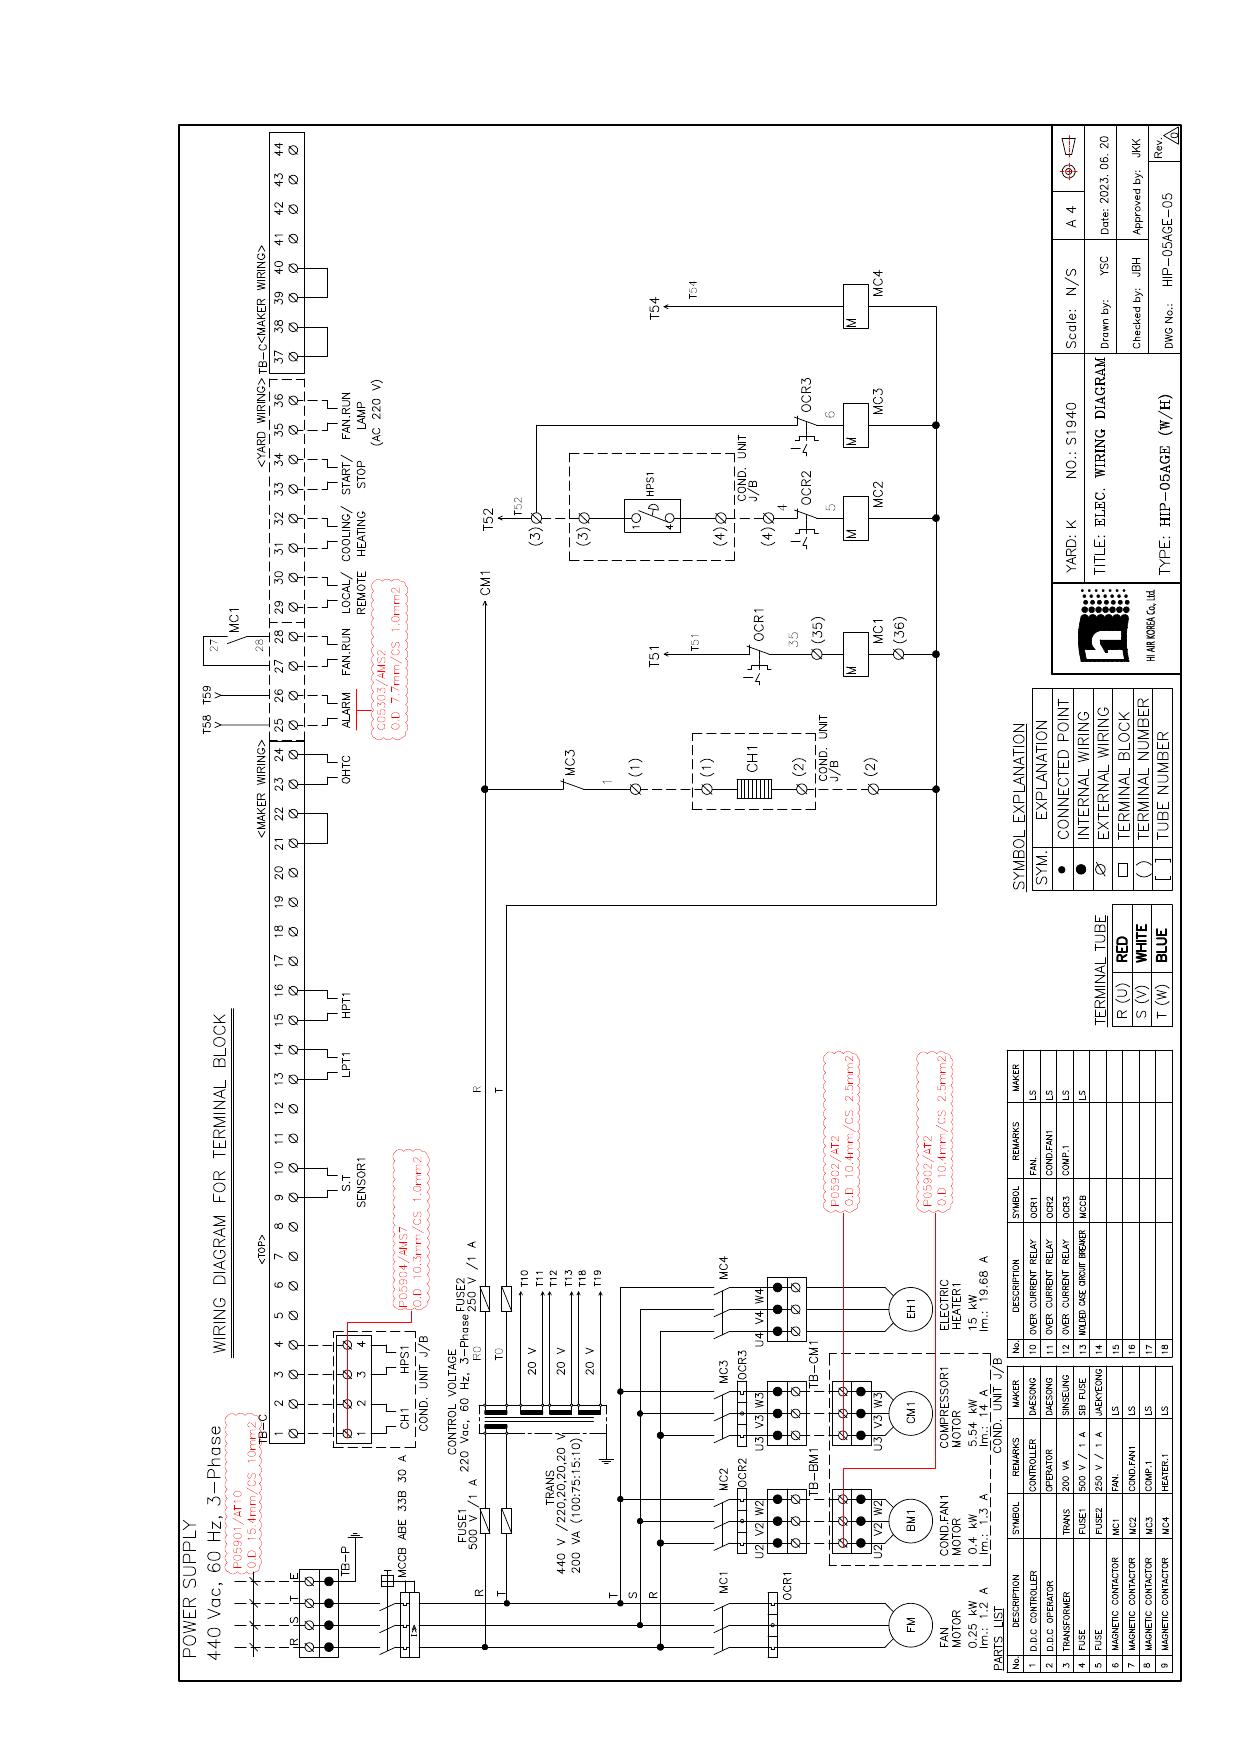 POWER SUPPLY
440 Vac, 60 Hz, 3-Phase
P05901/AT10
O.D 15.4mm/CS 10mm2
R S T E
TB-P
MCCB ABE 33B 30 A
WIRING DIAGRAM FOR TERMINAL BLOCK
<TOP>
<MAKER WIRING>
<YARD WIRING>
TB-C<MAKER WIRING>
TB-C
1 2 3 4 5 6 7 8 9 10 11 12 13 14 15 16 17 18 19 20 21 22 23 24 25 26 27 28 29 30 31 32 33 34 35 36 37 38 39 40 41 42 43 44
T58 T59
27 28
MC1
1 2 3 4
CH1 HPS1
COND. UNIT J/B
P05904/AMS7
O.D 10.3mm/CS 1.0mm2
S.T
SENSOR1
LPT1
HPT1
OHTC
ALARM
FAN.RUN
LOCAL/
REMOTE
COOLING/
HEATING
START/
STOP
FAN.RUN
LAMP
(AC 220 V)
C05303/AMS2
O.D 7.7mm/CS 1.0mm2
CONTROL VOLTAGE
220 Vac, 60 Hz, 3-Phase
FUSE1
500 V /1 A
FUSE2
250 V /1 A
R
T
R0
T0
R
T
TRANS
440 V /220,20,20,20 V
200 VA (100:75:15:10)
20 V
20 V
20 V
T10
T11
T12
T13
T18
T19
CM1
MC3
1
(1)
(1)
CH1
(2)
COND. UNIT
J/B
(2)
T51
T51
OCR1
35
(35)
M
MC1
(36)
T52
T52
(3)
(3)
1
4
HPS1
(4)
COND. UNIT
J/B
(4)
4
OCR2
5
M
MC2
OCR3
6
M
MC3
T54
T54
M
MC4
T
S
R
MC1
OCR1
FM
FAN
MOTOR
0.25 kW
Im.: 1.2 A
MC2
OCR2
U2 V2 W2
TB-BM1
U2 V2 W2
BM1
COND.FAN1
MOTOR
0.4 kW
Im.: 1.3 A
MC3
OCR3
U3 V3 W3
TB-CM1
U3 V3 W3
CM1
COMPRESSOR1
MOTOR
5.54 kW
Im.: 14 A
COND. UNIT J/B
MC4
U4 V4 W4
EH1
ELECTRIC
HEATER1
15 kW
Im.: 19.68 A
P05902/AT2
O.D 10.4mm/CS 2.5mm2
P05902/AT2
O.D 10.4mm/CS 2.5mm2
PARTS LIST
No. DESCRIPTION SYMBOL REMARKS MAKER
1 D.D.C CONTROLLER CONTROLLER DAESONG
2 D.D.C OPERATOR OPERATOR DAESONG
3 TRANSFORMER TRANS 200 VA SINSEUNG
4 FUSE FUSE1 500 V / 1 A SB FUSE
5 FUSE FUSE2 250 V / 1 A JAEKYEONG
6 MAGNETIC CONTACTOR MC1 FAN. LS
7 MAGNETIC CONTACTOR MC2 COND.FAN1 LS
8 MAGNETIC CONTACTOR MC3 COMP.1 LS
9 MAGNETIC CONTACTOR MC4 HEATER.1 LS
No. DESCRIPTION SYMBOL REMARKS MAKER
10 OVER CURRENT RELAY OCR1 FAN. LS
11 OVER CURRENT RELAY OCR2 COND.FAN1 LS
12 OVER CURRENT RELAY OCR3 COMP.1 LS
13 MOLDED CASE CIRCUIT BREAKER MCCB LS
14
15
16
17
18
TERMINAL TUBE
R (U) RED
S (V) WHITE
T (W) BLUE
SYMBOL EXPLANATION
SYM. EXPLANATION
CONNECTED POINT
INTERNAL WIRING
EXTERNAL WIRING
TERMINAL BLOCK
( ) TERMINAL NUMBER
[ ] TUBE NUMBER
HI AIR KOREA Co., Ltd.
YARD: K NO.: S1940
Scale: N/S
A 4
TITLE: ELEC. WIRING DIAGRAM
Drawn by: YSC
Date: 2023. 06. 20
Checked by: JBH
Approved by: JKK
TYPE: HIP-05AGE (W/H)
DWG No.: HIP-05AGE-05
Rev. 0